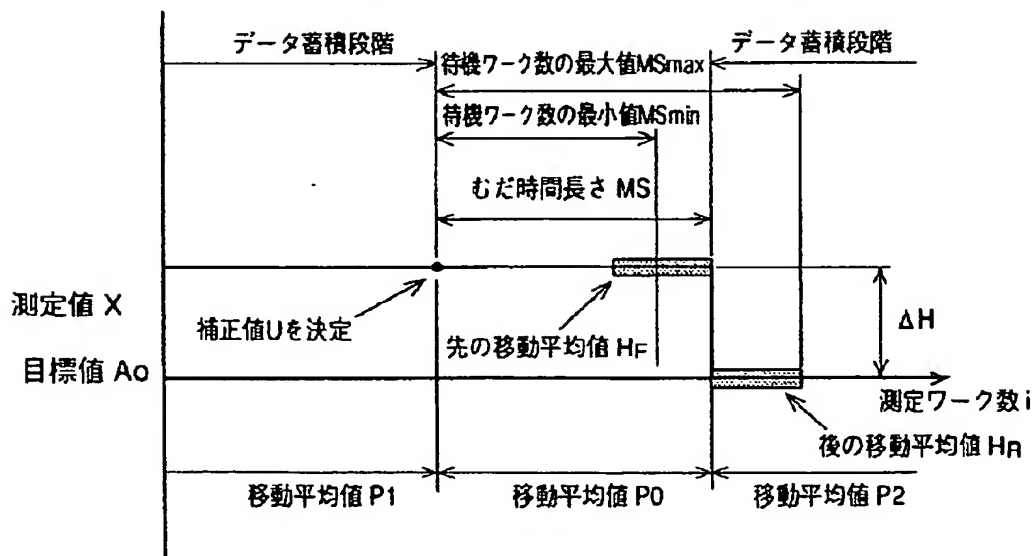 データ蓄積段階
データ蓄積段階
待機ワーク数の最大値MSmax
待機ワーク数の最小値MSmin
むだ時間長さ MS
測定値 X
補正値Uを決定
先の移動平均値 HF
ΔH
目標値 Ao
測定ワーク数 i
後の移動平均値 HR
移動平均値 P1
移動平均値 P0
移動平均値 P2